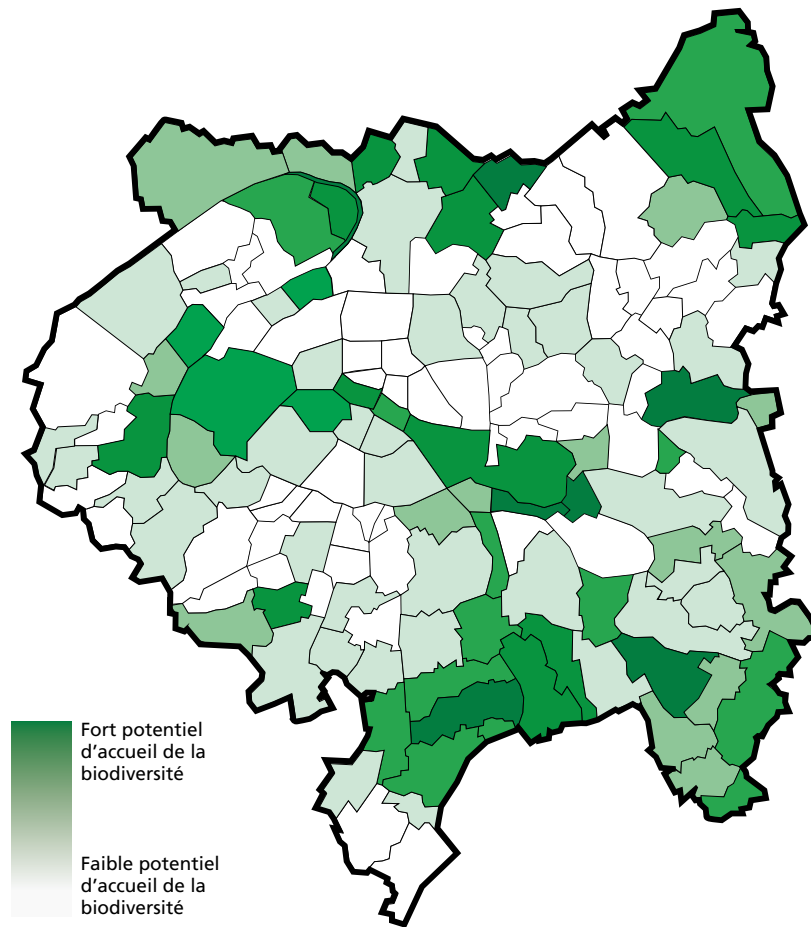 Fort potentiel
d’accueil de la
biodiversité
Faible potentiel
d’accueil de la
biodiversité